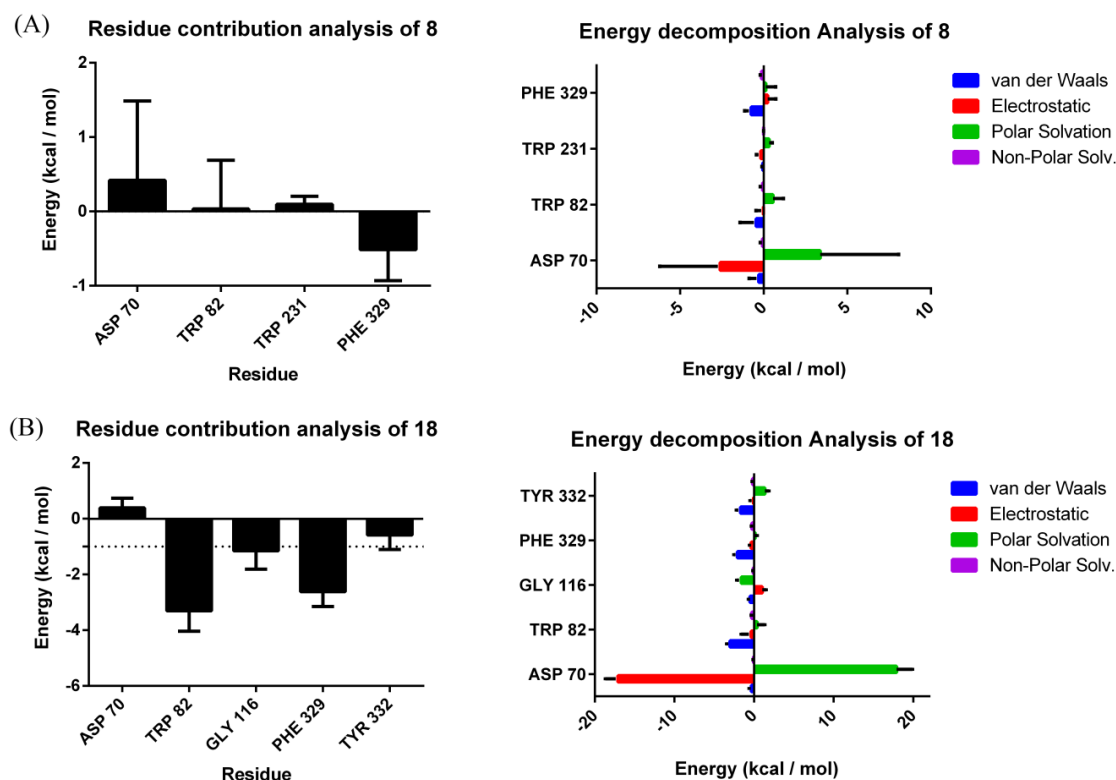 (A)
Residue contribution analysis of 8
Energy (kcal / mol)
2
1
0
-1
ASP 70
TRP 82
TRP 231
PHE 329
Residue
Energy decomposition Analysis of 8
PHE 329
TRP 231
TRP 82
ASP 70
-10
-5
0
5
10
Energy (kcal / mol)
van der Waals
Electrostatic
Polar Solvation
Non-Polar Solv.
(B)
Residue contribution analysis of 18
Energy (kcal / mol)
2
0
-2
-4
-6
ASP 70
TRP 82
GLY 116
PHE 329
TYR 332
Residue
Energy decomposition Analysis of 18
TYR 332
PHE 329
GLY 116
TRP 82
ASP 70
-20
-10
0
10
20
Energy (kcal / mol)
van der Waals
Electrostatic
Polar Solvation
Non-Polar Solv.